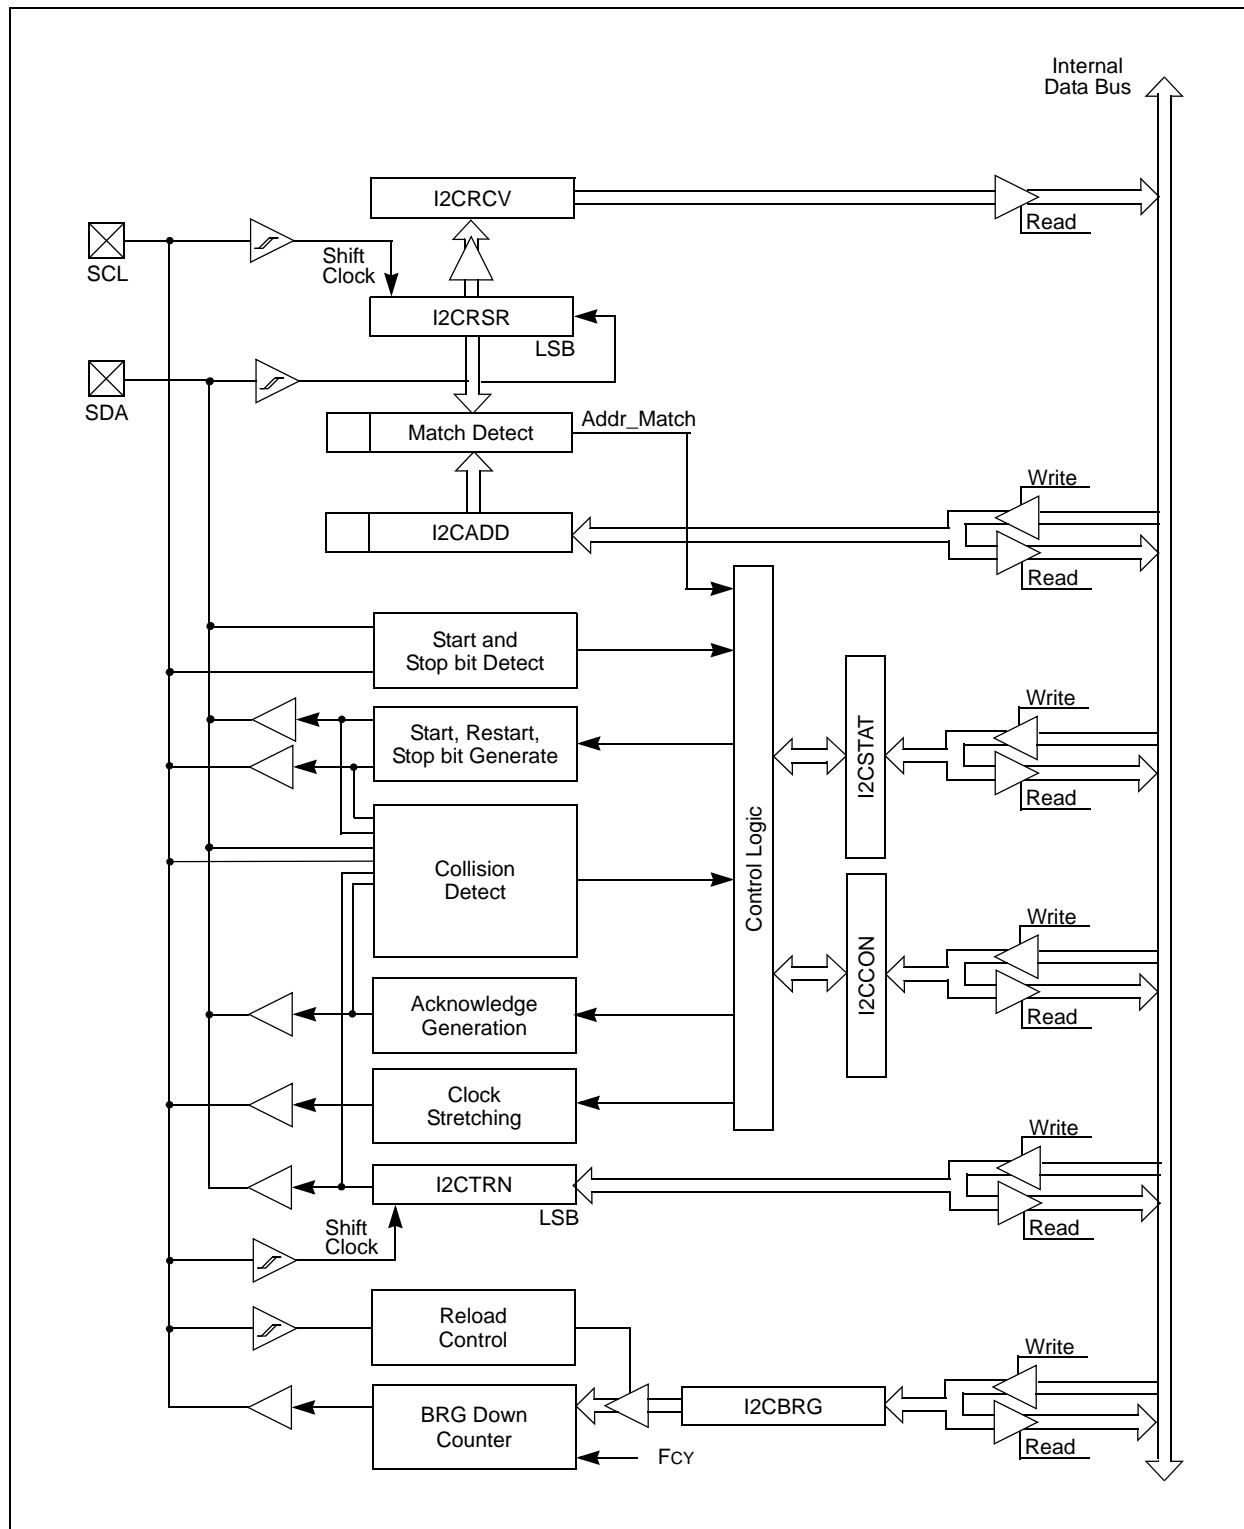 Internal
Data Bus
I2CRCV
Read
SCL
Shift
Clock
I2CRSR
LSB
SDA
Match Detect
Addr_Match
Write
I2CADD
Read
Start and
Stop bit Detect
Write
Start, Restart,
Stop bit Generate
I2CSTAT
Read
Control Logic
Collision
Detect
Write
I2CCON
Acknowledge
Generation
Read
Clock
Stretching
Write
I2CTRN
LSB
Read
Shift
Clock
Reload
Control
Write
I2CBRG
BRG Down
Counter
Read
FCY